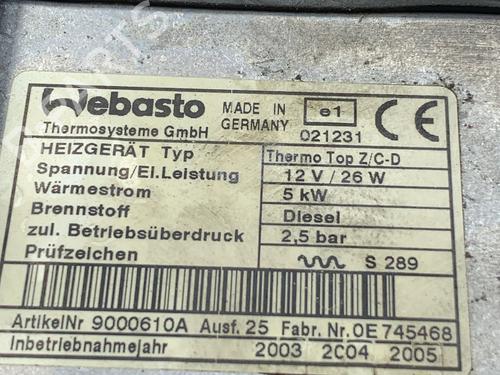 Webasto
Thermosysteme GmbH
MADE IN
GERMANY
e1
021231
CE
HEIZGERÄT Typ Thermo Top Z/C-D
Spannung/El.Leistung 12 V / 26 W
Wärmestrom 5 kW
Brennstoff Diesel
zul. Betriebsüberdruck 2,5 bar
Prüfzeichen S 289
ArtikelNr 9000610A Ausf. 25 Fabr. Nr. 0E 745468
Inbetriebnahmejahr 2003 2004 2005